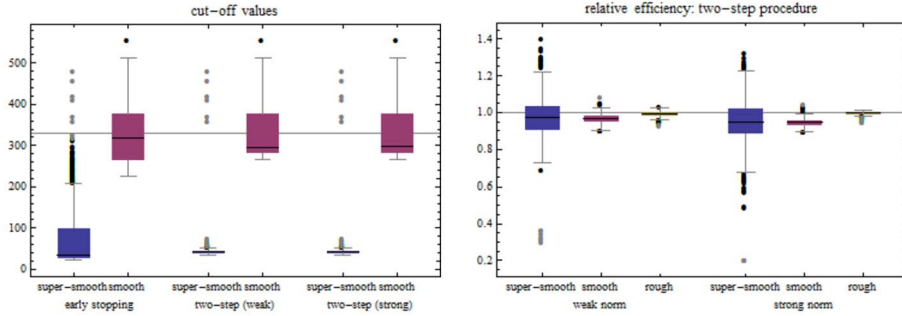 cut-off values
500
400
300
200
100
0
super-smooth smooth super-smooth smooth super-smooth smooth
early stopping two-step (weak) two-step (strong)
relative efficiency: two-step procedure
1.4
1.2
1.0
0.8
0.6
0.4
0.2
super-smooth smooth rough super-smooth smooth rough
weak norm strong norm